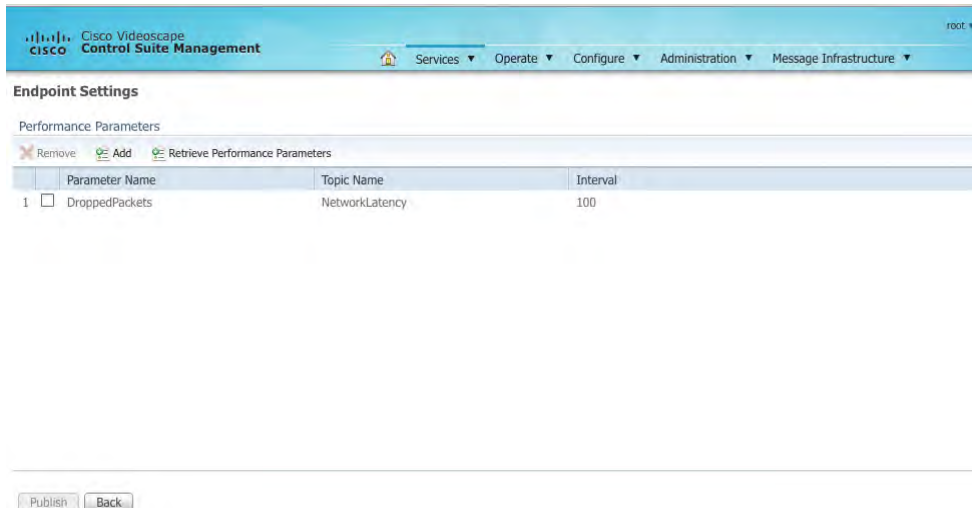 root
Cisco Videoscape
CISCO Control Suite Management
Services ▼ Operate ▼ Configure ▼ Administration ▼ Message Infrastructure ▼
Endpoint Settings
Performance Parameters
Remove Add Retrieve Performance Parameters
Parameter Name Topic Name Interval
1 DroppedPackets NetworkLatency 100
Publish Back